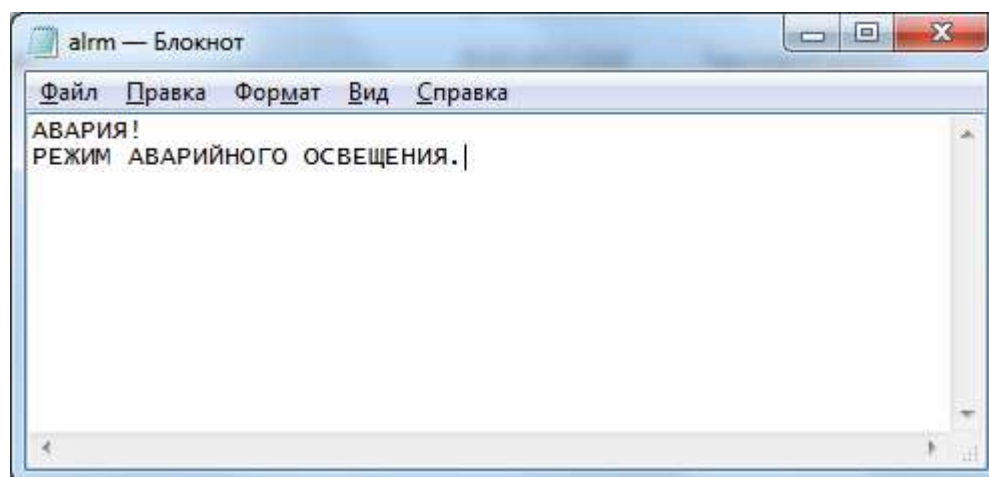 alrm — Блокнот
Файл Правка Формат Вид Справка
АВАРИЯ!
РЕЖИМ АВАРИЙНОГО ОСВЕЩЕНИЯ.